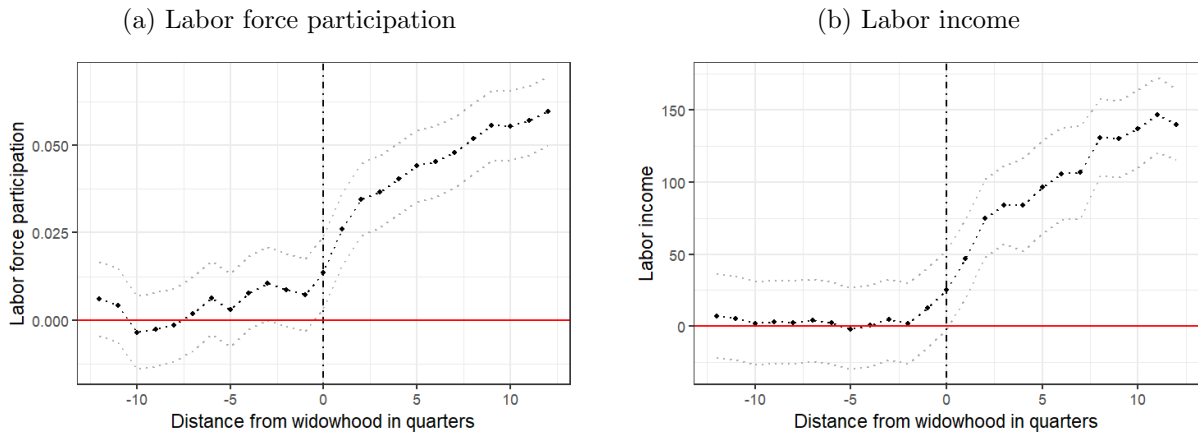 (a) Labor force participation
(b) Labor income
Labor force participation
0.050
0.025
0.000
-10
-5
0
5
10
Distance from widowhood in quarters
Labor income
150
100
50
0
-10
-5
0
5
10
Distance from widowhood in quarters